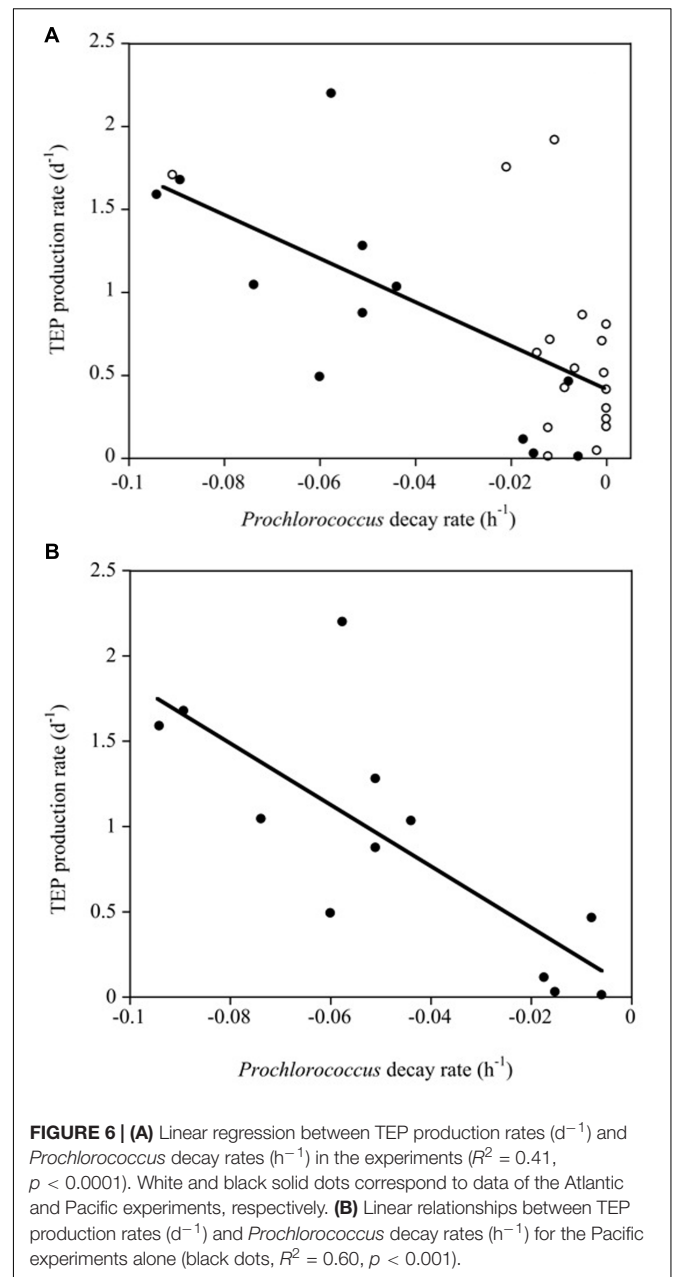 A
2.5
2
1.5
1
0.5
0
TEP production rate (d-1)
-0.1 -0.08 -0.06 -0.04 -0.02 0
Prochlorococcus decay rate (h-1)
B
2.5
2
1.5
1
0.5
0
TEP production rate (d-1)
-0.1 -0.08 -0.06 -0.04 -0.02 0
Prochlorococcus decay rate (h-1)
FIGURE 6 | (A) Linear regression between TEP production rates (d−1) and
Prochlorococcus decay rates (h−1) in the experiments (R2 = 0.41,
p < 0.0001). White and black solid dots correspond to data of the Atlantic
and Pacific experiments, respectively. (B) Linear relationships between TEP
production rates (d−1) and Prochlorococcus decay rates (h−1) for the Pacific
experiments alone (black dots, R2 = 0.60, p < 0.001).